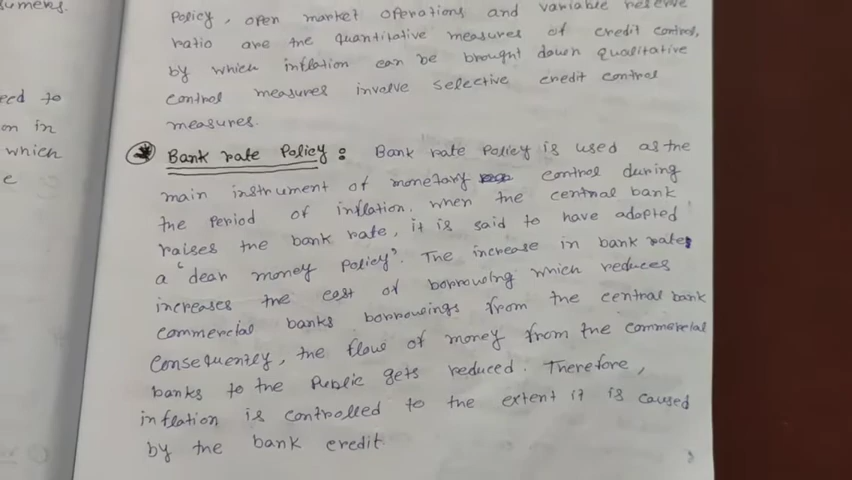 sumers.
eed to
on in
which
e
Policy, open market operations and variable reserve
ratio are the quantitative measures of credit control,
by which inflation can be brought down qualitative
control measures involve selective credit control
measures.
Bank rate Policy : Bank rate Policy is used as the
main instrument of monetary control during
the Period of inflation. when the central bank
raises the bank rate, it is said to have adopted
a "dear money policy". The increase in bank rate
increases the cost of borrowing which reduces
commercial banks borrowings from the central bank
Consequently, the flow of money from the commercial
banks to the Public gets reduced. Therefore,
inflation is controlled to the extent it is caused
by the bank credit